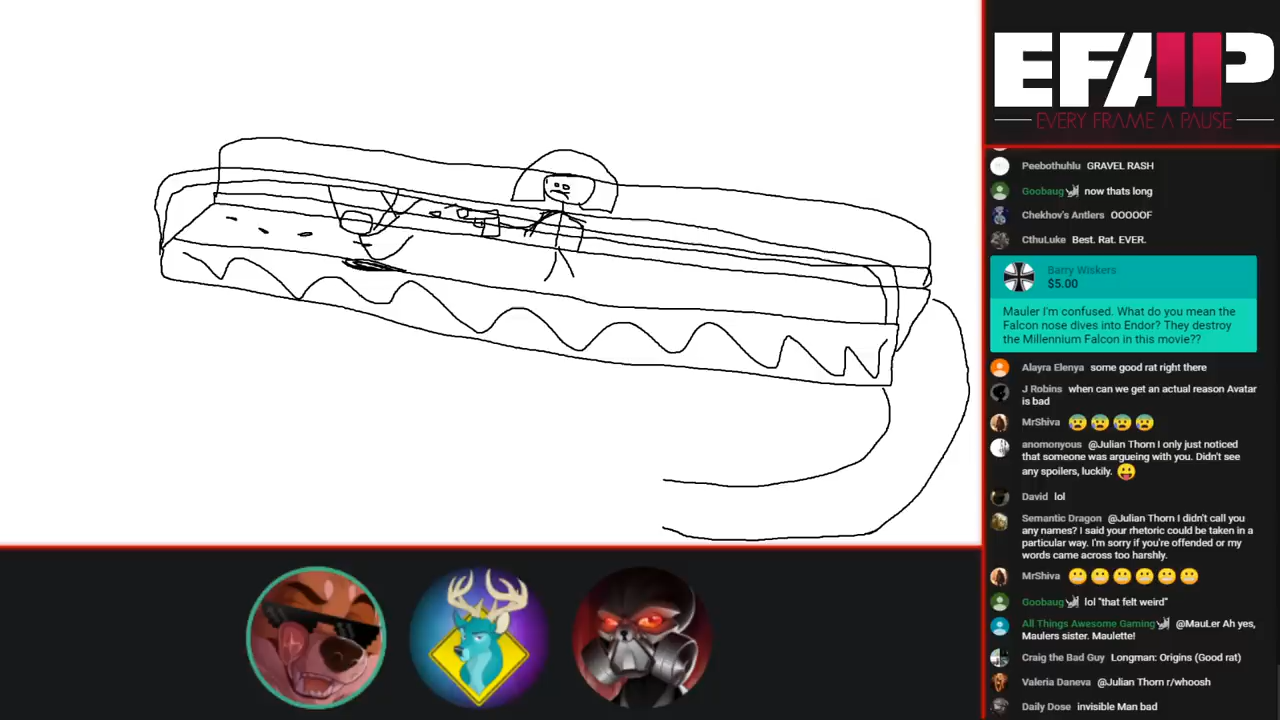 EFAP
EVERY FRAME A PAUSE
Peebothuhlu GRAVEL RASH
Goobaug now thats long
Chekhov's Antlers OOOOOF
CthuLuke Best. Rat. EVER.
Barry Wiskers
$5.00
Mauler I'm confused. What do you mean the
Falcon nose dives into Endor? They destroy
the Millennium Falcon in this movie??
Alayra Elenya some good rat right there
J Robins when can we get an actual reason Avatar
is bad
MrShiva 😰😰😰😰
anomonyous @Julian Thorn I only just noticed
that someone was argueing with you. Didn't see
any spoilers, luckily. 😛
David lol
Semantic Dragon @Julian Thorn I didn't call you
any names? I said your rhetoric could be taken in a
particular way. I'm sorry if you're offended or my
words came across too harshly.
MrShiva 😬😬😬😬😬😬
Goobaug lol "that felt weird"
All Things Awesome Gaming @MauLer Ah yes,
Maulers sister. Maulette!
Craig the Bad Guy Longman: Origins (Good rat)
Valeria Daneva @Julian Thorn r/whoosh
Daily Dose invisible Man bad